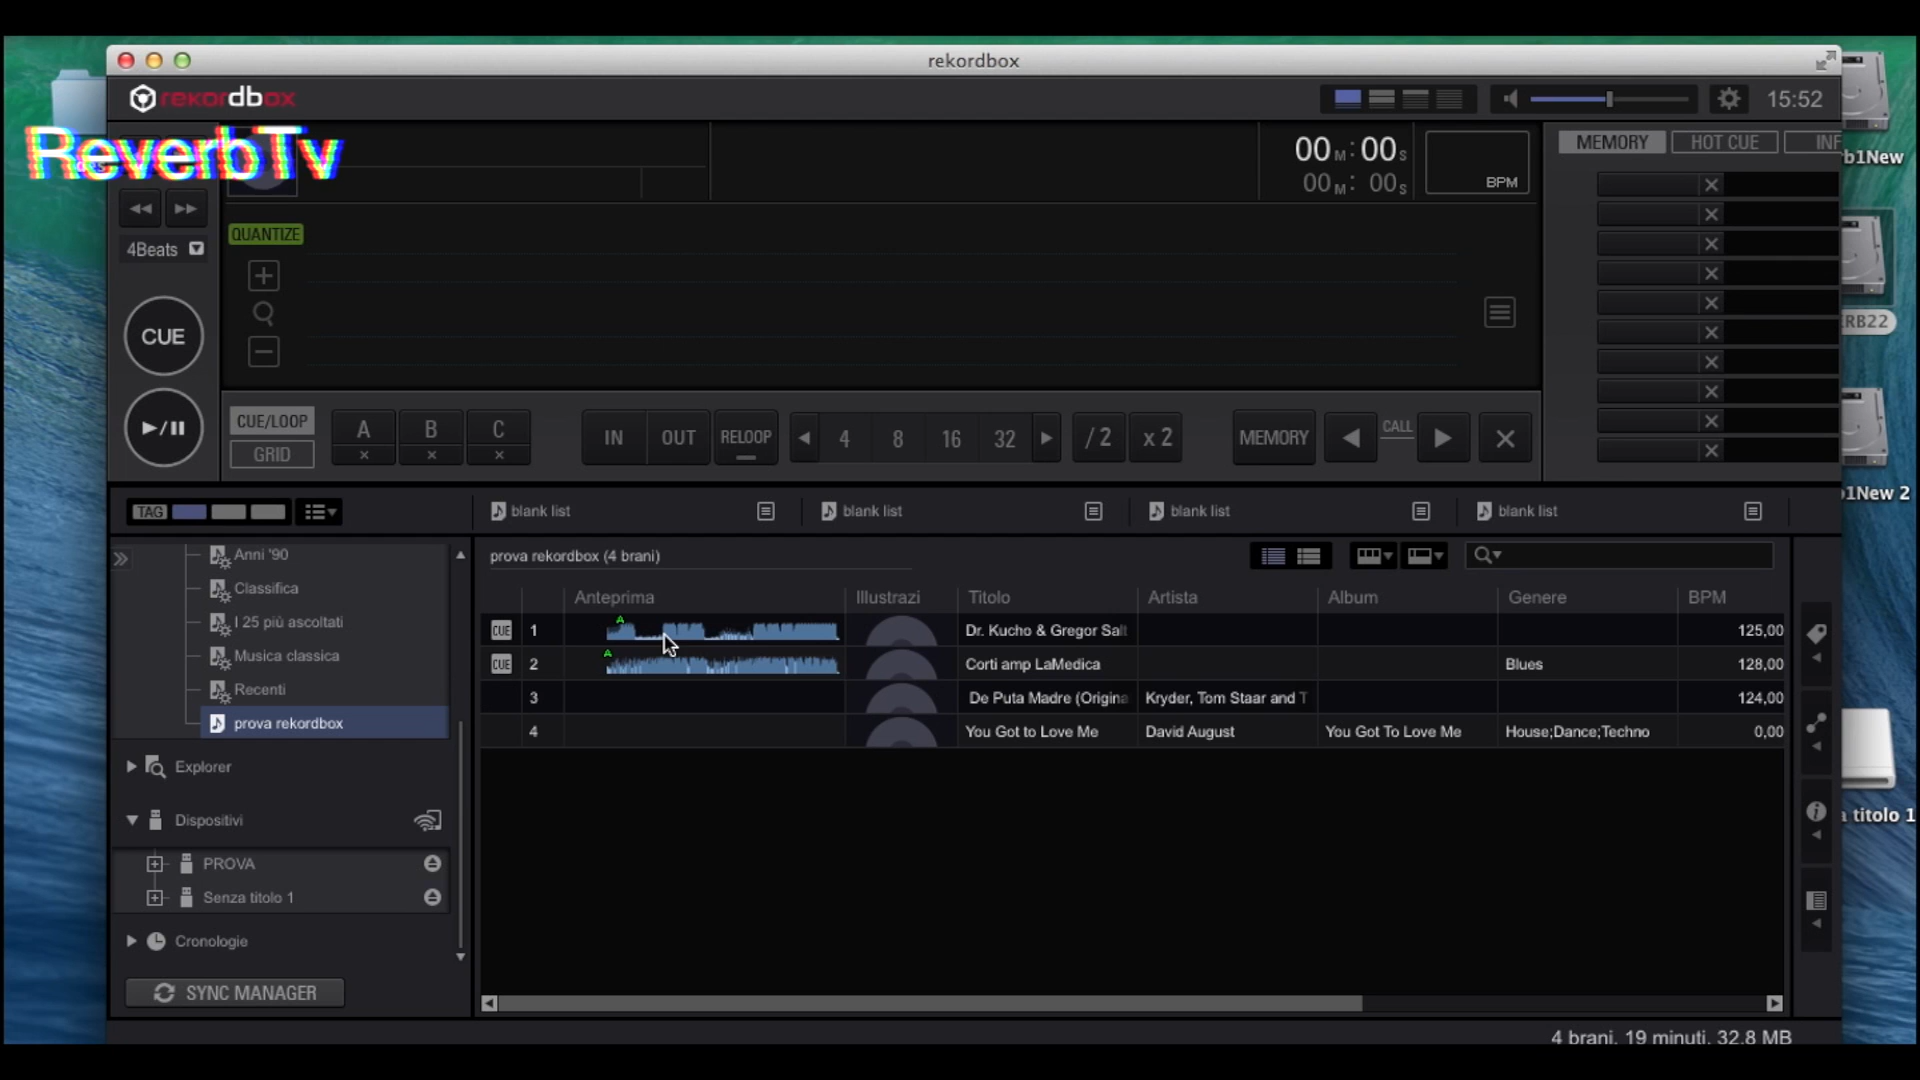 rekordbox
rekordbox
15:52
ReverbTv
00M:00s
00M:00s
BPM
MEMORY
HOT CUE
INF
b1New
4Beats
QUANTIZE
CUE
RB22
CUE/LOOP
GRID
A
B
C
IN
OUT
RELOOP
4
8
16
32
/ 2
x 2
MEMORY
CALL
1New 2
TAG
blank list
blank list
blank list
blank list
prova rekordbox (4 brani)
Anni '90
Classifica
I 25 più ascoltati
Musica classica
Recenti
prova rekordbox
Explorer
Dispositivi
PROVA
Senza titolo 1
Cronologie
SYNC MANAGER
Anteprima Illustrazi Titolo Artista Album Genere BPM
CUE 1 A Dr. Kucho & Gregor Salt 125,00
CUE 2 A Corti amp LaMedica Blues 128,00
3 De Puta Madre (Origina Kryder, Tom Staar and T 124,00
4 You Got to Love Me David August You Got To Love Me House;Dance;Techno 0,00
titolo 1
4 brani, 19 minuti, 32.8 MB